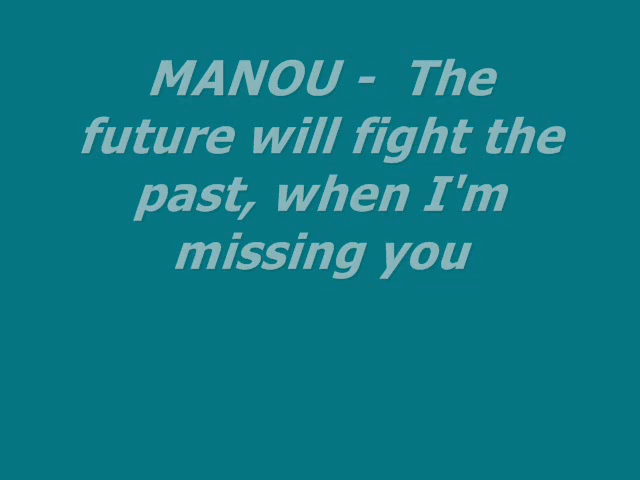 MANOU -  The
future will fight the
past, when I'm
missing you